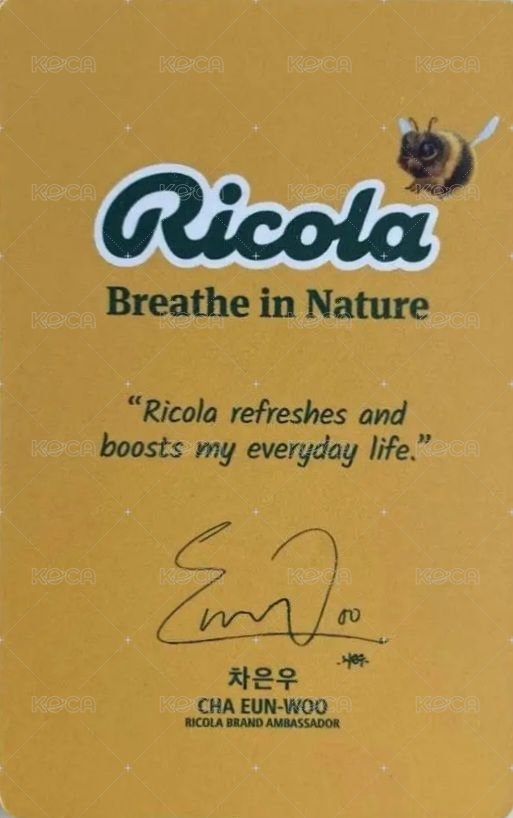 Ricola
Breathe in Nature
“Ricola refreshes and
boosts my everyday life.”
차은우
CHA EUN-WOO
RICOLA BRAND AMBASSADOR